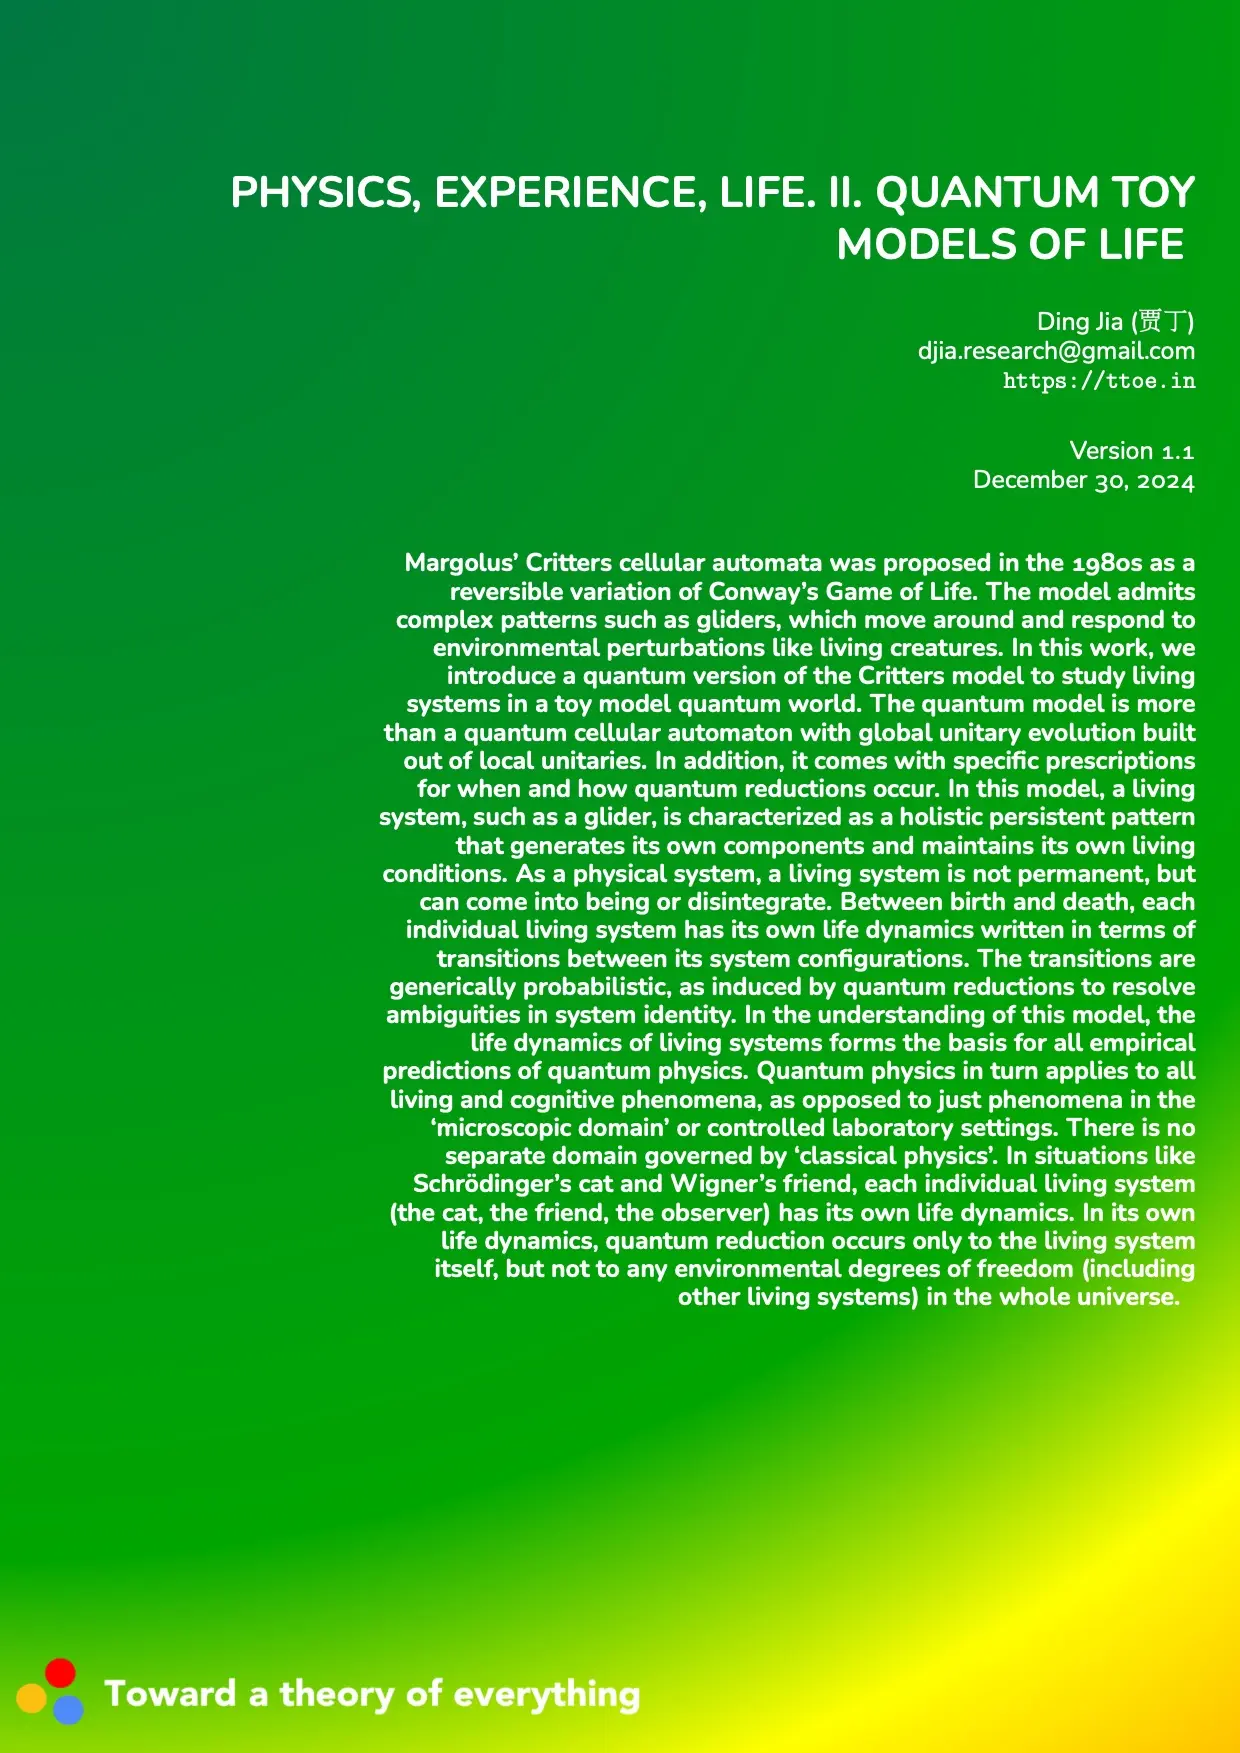 PHYSICS, EXPERIENCE, LIFE. II. QUANTUM TOY
MODELS OF LIFE
Ding Jia (贾丁)
djia.research@gmail.com
https://ttoe.in
Version 1.1
December 30, 2024
Margolus’ Critters cellular automata was proposed in the 1980s as a
reversible variation of Conway’s Game of Life. The model admits
complex patterns such as gliders, which move around and respond to
environmental perturbations like living creatures. In this work, we
introduce a quantum version of the Critters model to study living
systems in a toy model quantum world. The quantum model is more
than a quantum cellular automaton with global unitary evolution built
out of local unitaries. In addition, it comes with specific prescriptions
for when and how quantum reductions occur. In this model, a living
system, such as a glider, is characterized as a holistic persistent pattern
that generates its own components and maintains its own living
conditions. As a physical system, a living system is not permanent, but
can come into being or disintegrate. Between birth and death, each
individual living system has its own life dynamics written in terms of
transitions between its system configurations. The transitions are
generically probabilistic, as induced by quantum reductions to resolve
ambiguities in system identity. In the understanding of this model, the
life dynamics of living systems forms the basis for all empirical
predictions of quantum physics. Quantum physics in turn applies to all
living and cognitive phenomena, as opposed to just phenomena in the
‘microscopic domain’ or controlled laboratory settings. There is no
separate domain governed by ‘classical physics’. In situations like
Schrödinger’s cat and Wigner’s friend, each individual living system
(the cat, the friend, the observer) has its own life dynamics. In its own
life dynamics, quantum reduction occurs only to the living system
itself, but not to any environmental degrees of freedom (including
other living systems) in the whole universe.
Toward a theory of everything